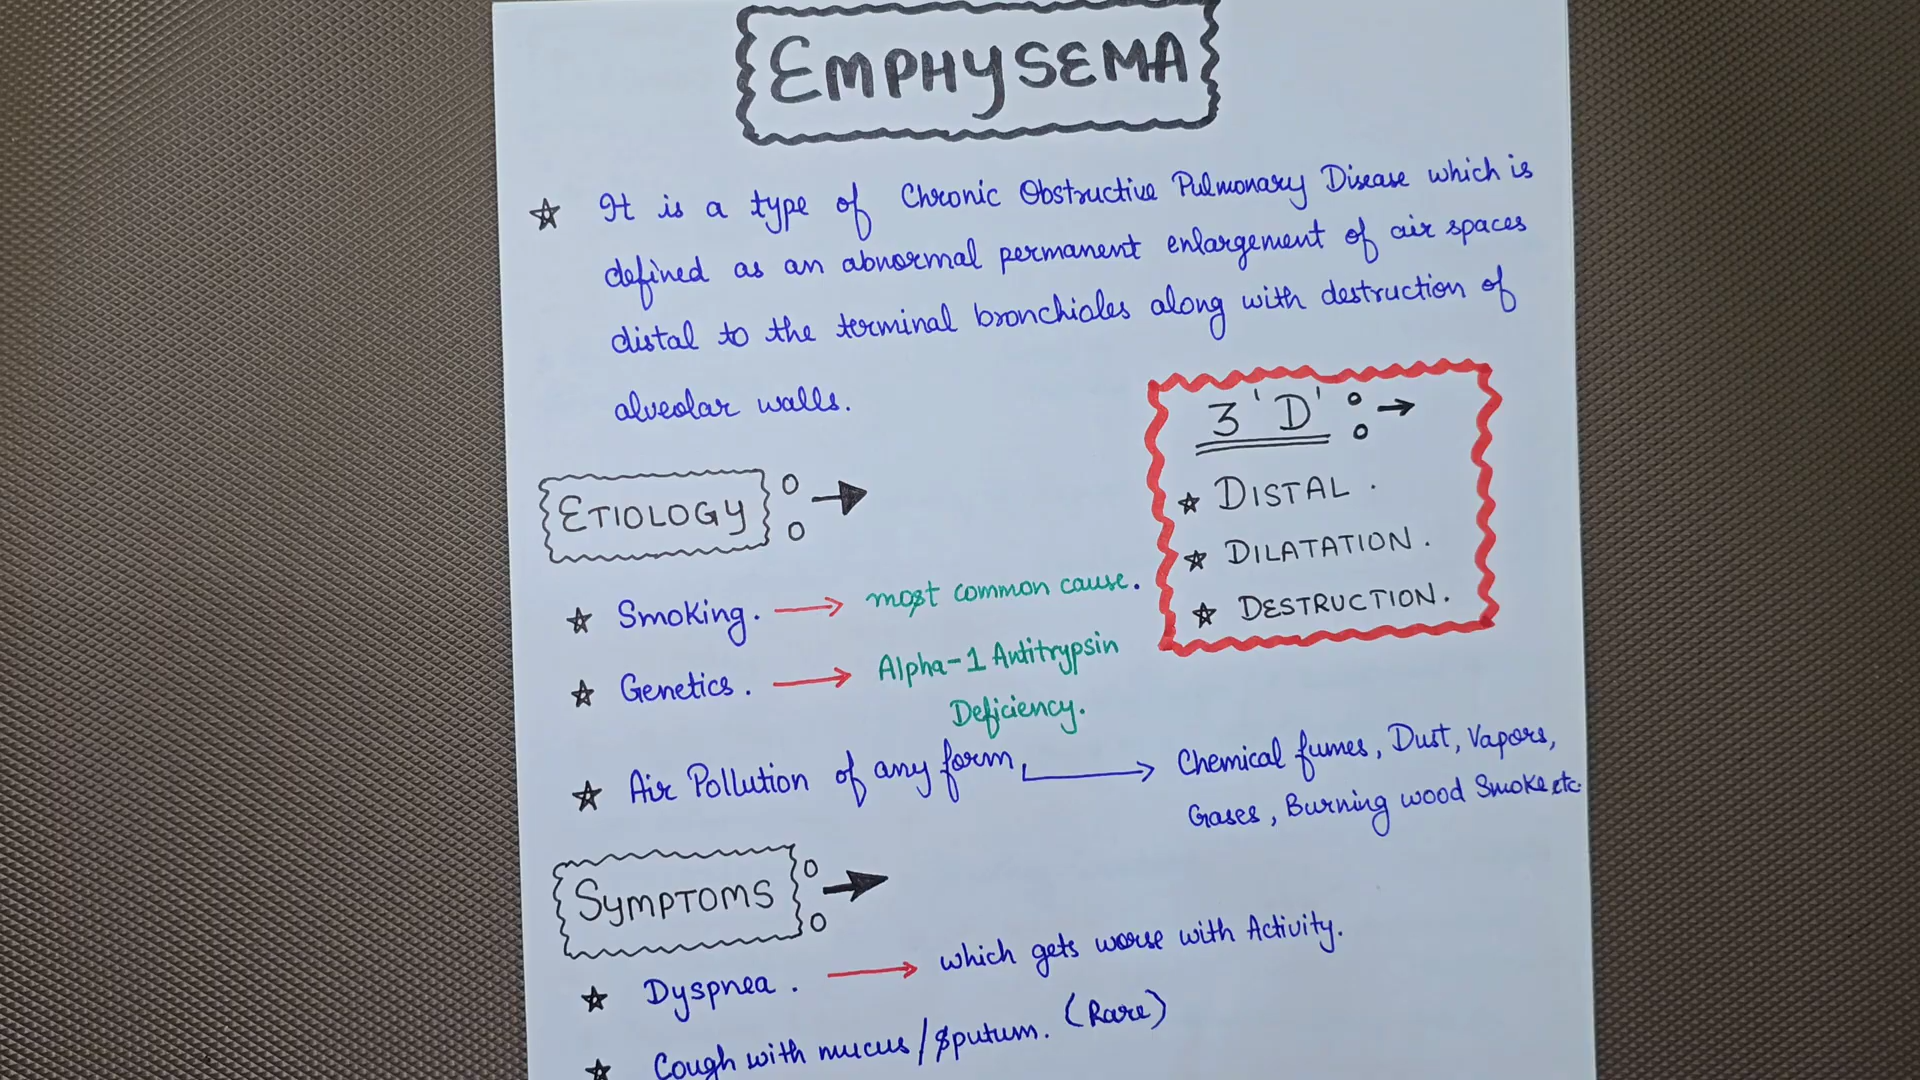 EMPHYSEMA
☆ It is a type of Chronic Obstructive Pulmonary Disease which is
defined as an abnormal permanent enlargement of air spaces
distal to the terminal bronchioles along with destruction of
alveolar walls.
3 'D' :→
☆ DISTAL.
☆ DILATATION.
☆ DESTRUCTION.
ETIOLOGY :→
☆ Smoking. → most common cause.
☆ Genetics. → Alpha-1 Antitrypsin
Deficiency.
☆ Air Pollution of any form, → Chemical fumes, Dust, Vapors,
Gases, Burning wood Smoke etc.
SYMPTOMS :→
☆ Dyspnea. → which gets worse with Activity.
☆ Cough with mucus/sputum. (Rare)